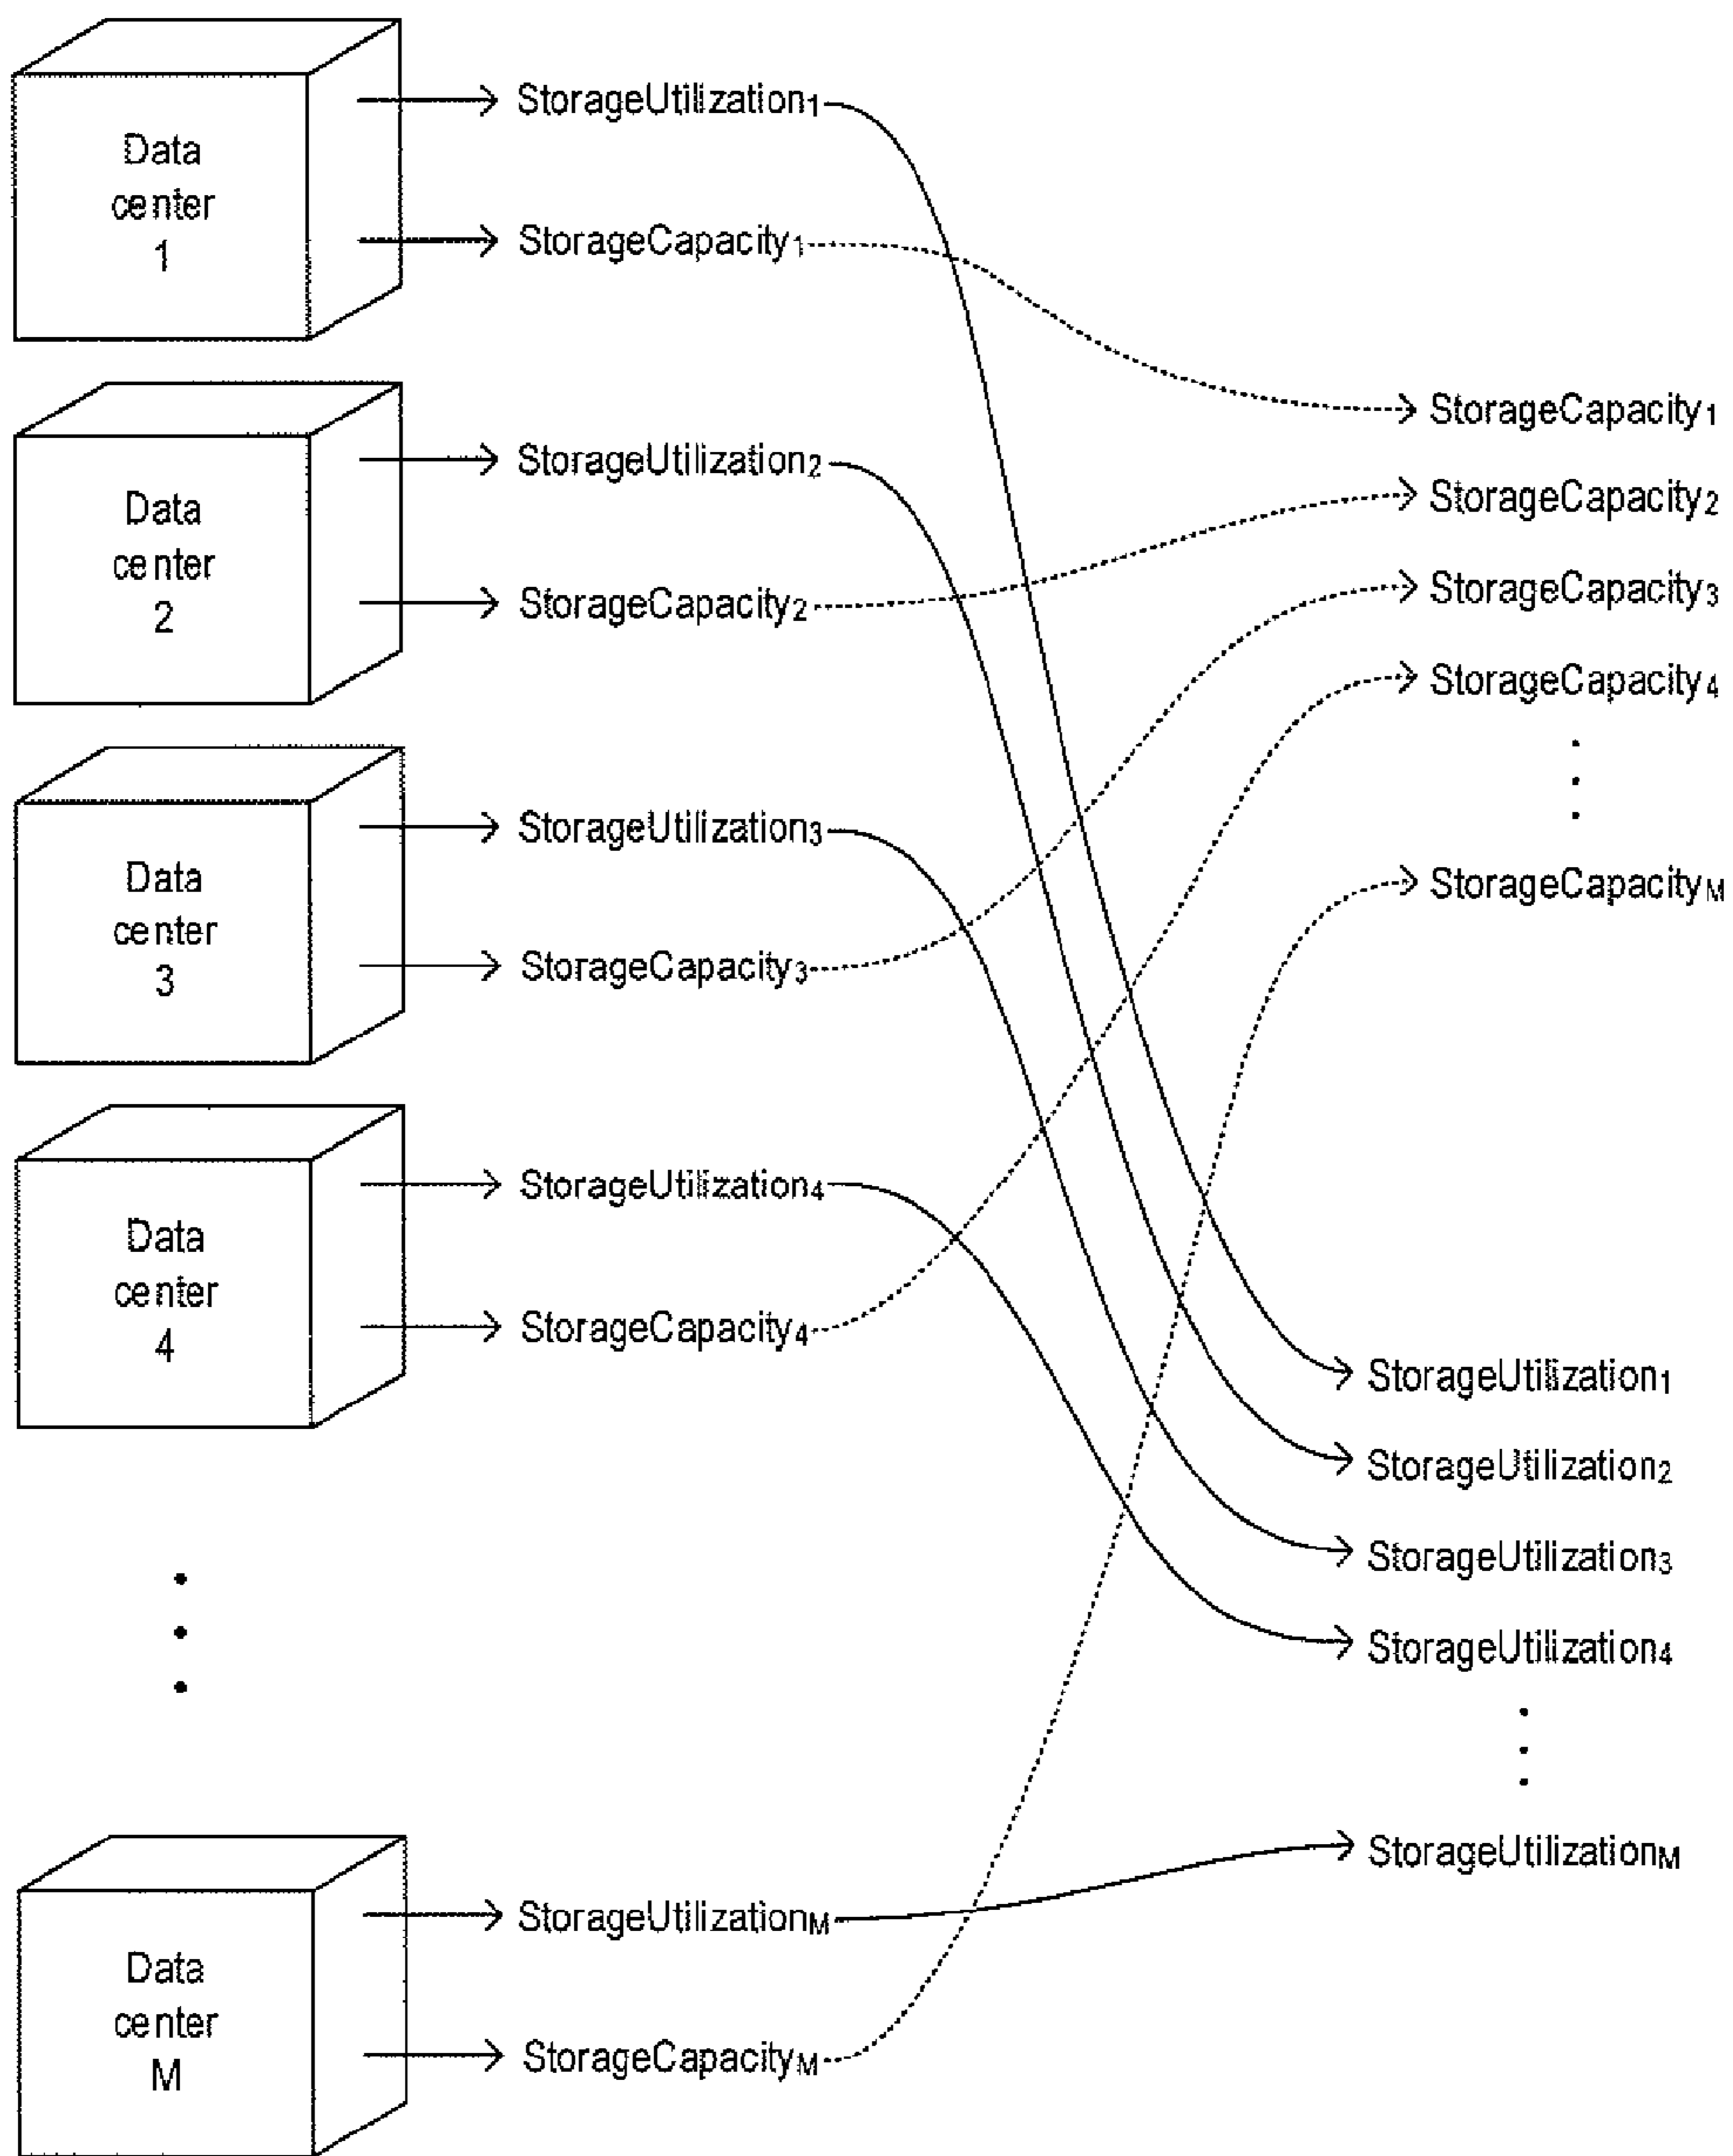 Data
center
1
StorageUtilization₁
StorageCapacity₁
Data
center
2
StorageUtilization₂
StorageCapacity₂
Data
center
3
StorageUtilization₃
StorageCapacity₃
Data
center
4
StorageUtilization₄
StorageCapacity₄
Data
center
M
StorageUtilizationM
StorageCapacityM
StorageCapacity₁
StorageCapacity₂
StorageCapacity₃
StorageCapacity₄
StorageCapacityM
StorageUtilization₁
StorageUtilization₂
StorageUtilization₃
StorageUtilization₄
StorageUtilizationM